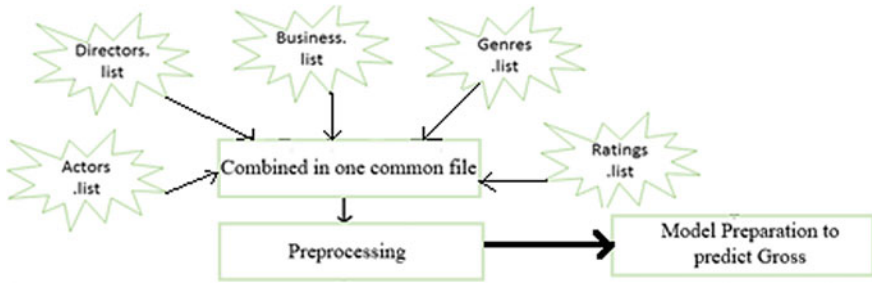 Directors.
list
Business.
list
Genres
.list
Actors
.list
Combined in one common file
Ratings
.list
Preprocessing
Model Preparation to
predict Gross